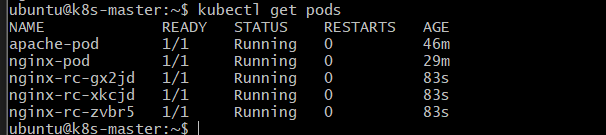 ubuntu@k8s-master:~$ kubectl get pods
NAME READY STATUS RESTARTS AGE
apache-pod 1/1 Running 0 46m
nginx-pod 1/1 Running 0 29m
nginx-rc-gx2jd 1/1 Running 0 83s
nginx-rc-xkcjd 1/1 Running 0 83s
nginx-rc-zvbr5 1/1 Running 0 83s
ubuntu@k8s-master:~$